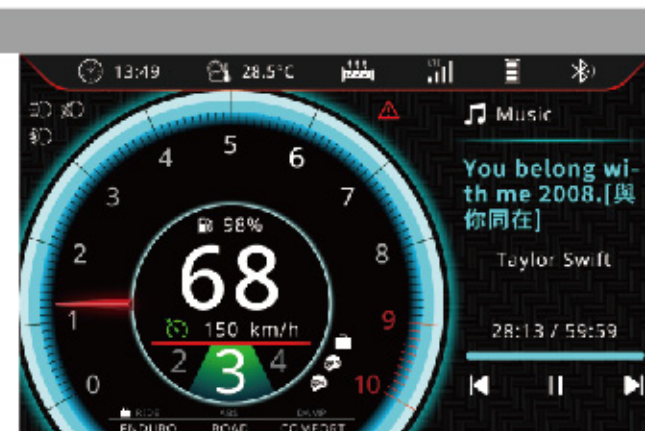 13:49
28.5°C
Music
You belong wi-
th me 2008.[與
你同在]
Taylor Swift
28:13 / 59:59
0
1
2
3
4
5
6
7
8
9
10
98%
68
150 km/h
2 3 4
RIDE
ENDURO ROAD COMFORT